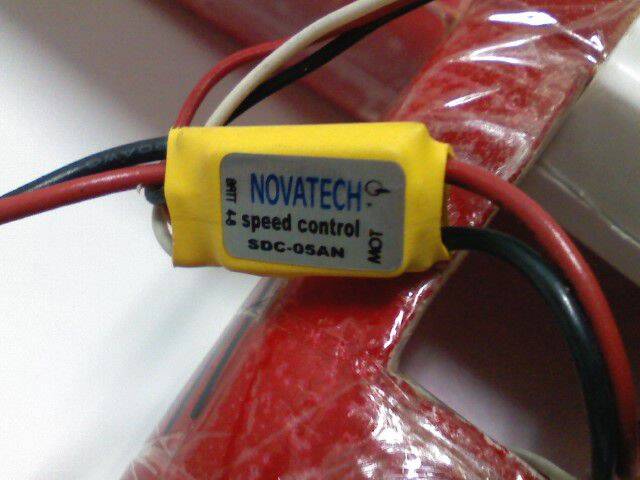 NOVATECH
speed control
SDC-05AN
BATT
MOT